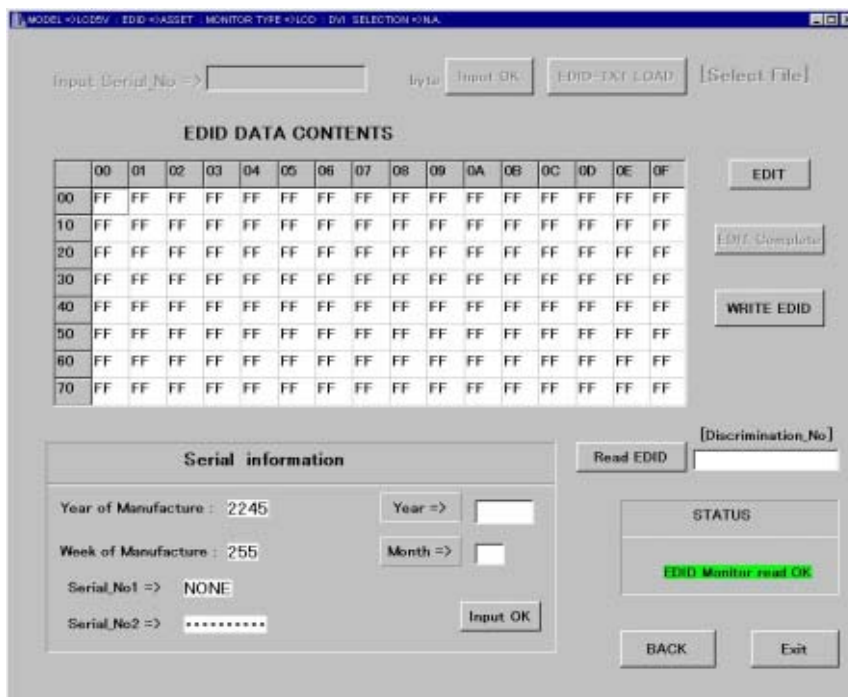 MODEL =>LCD5V : EDID =>ASSET : MONITOR TYPE =>LCD : DVI SELECTION =>N.A.
Input Serial_No => byte Input OK EDID-TXT LOAD [Select File]
EDID DATA CONTENTS
00 01 02 03 04 05 06 07 08 09 0A 0B 0C 0D 0E 0F
00 FF FF FF FF FF FF FF FF FF FF FF FF FF FF FF FF
10 FF FF FF FF FF FF FF FF FF FF FF FF FF FF FF FF
20 FF FF FF FF FF FF FF FF FF FF FF FF FF FF FF FF
30 FF FF FF FF FF FF FF FF FF FF FF FF FF FF FF FF
40 FF FF FF FF FF FF FF FF FF FF FF FF FF FF FF FF
50 FF FF FF FF FF FF FF FF FF FF FF FF FF FF FF FF
60 FF FF FF FF FF FF FF FF FF FF FF FF FF FF FF FF
70 FF FF FF FF FF FF FF FF FF FF FF FF FF FF FF FF
EDIT
EDIT Complete
WRITE EDID
[Discrimination_No]
Read EDID
Serial information
Year of Manufacture : 2245 Year =>
Week of Manufacture : 255 Month =>
Serial_No1 => NONE
Serial_No2 => ••••••••••
Input OK
STATUS
EDID Monitor read OK
BACK Exit